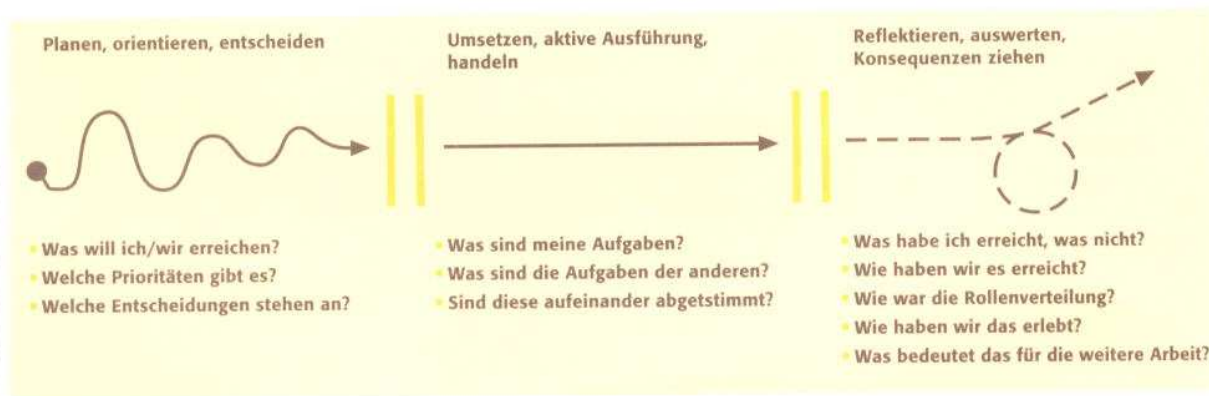 Planen, orientieren, entscheiden
Was will ich/wir erreichen?
Welche Prioritäten gibt es?
Welche Entscheidungen stehen an?
Umsetzen, aktive Ausführung,
handeln
Was sind meine Aufgaben?
Was sind die Aufgaben der anderen?
Sind diese aufeinander abgetstimmt?
Reflektieren, auswerten,
Konsequenzen ziehen
Was habe ich erreicht, was nicht?
Wie haben wir es erreicht?
Wie war die Rollenverteilung?
Wie haben wir das erlebt?
Was bedeutet das für die weitere Arbeit?